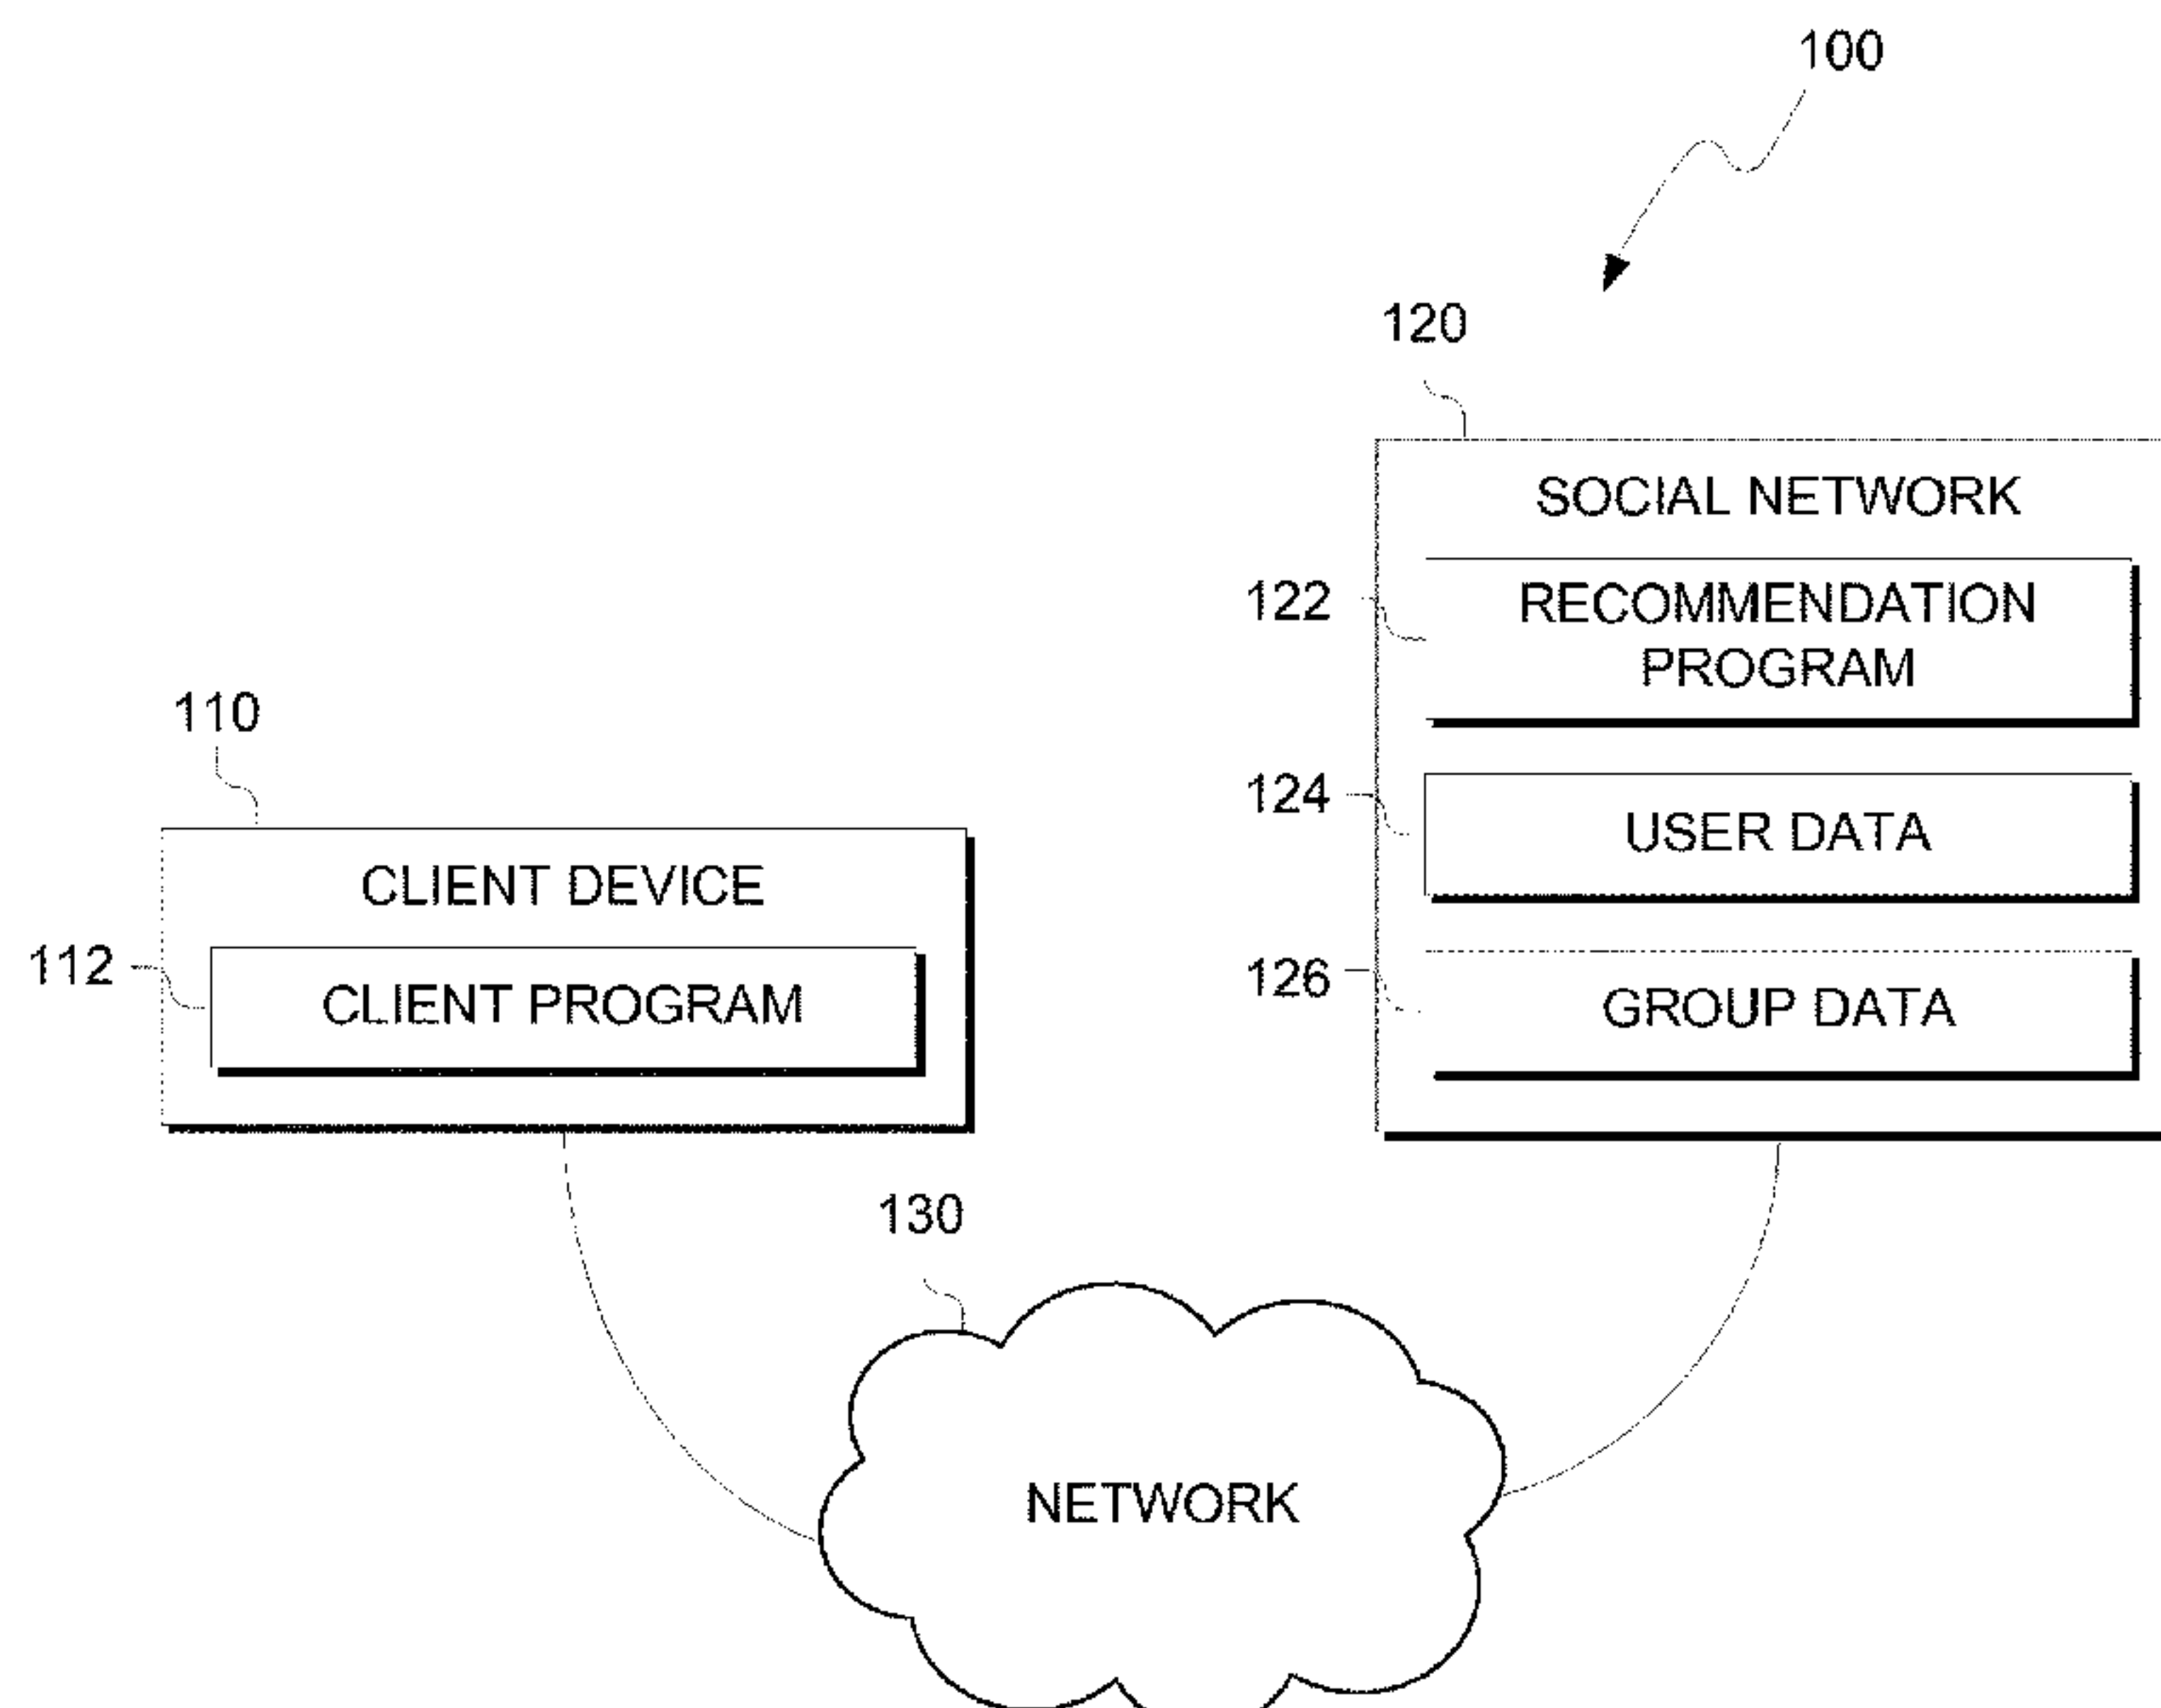 100
120
SOCIAL NETWORK
122
RECOMMENDATION
PROGRAM
110
124
USER DATA
CLIENT DEVICE
112
CLIENT PROGRAM
126
GROUP DATA
130
NETWORK